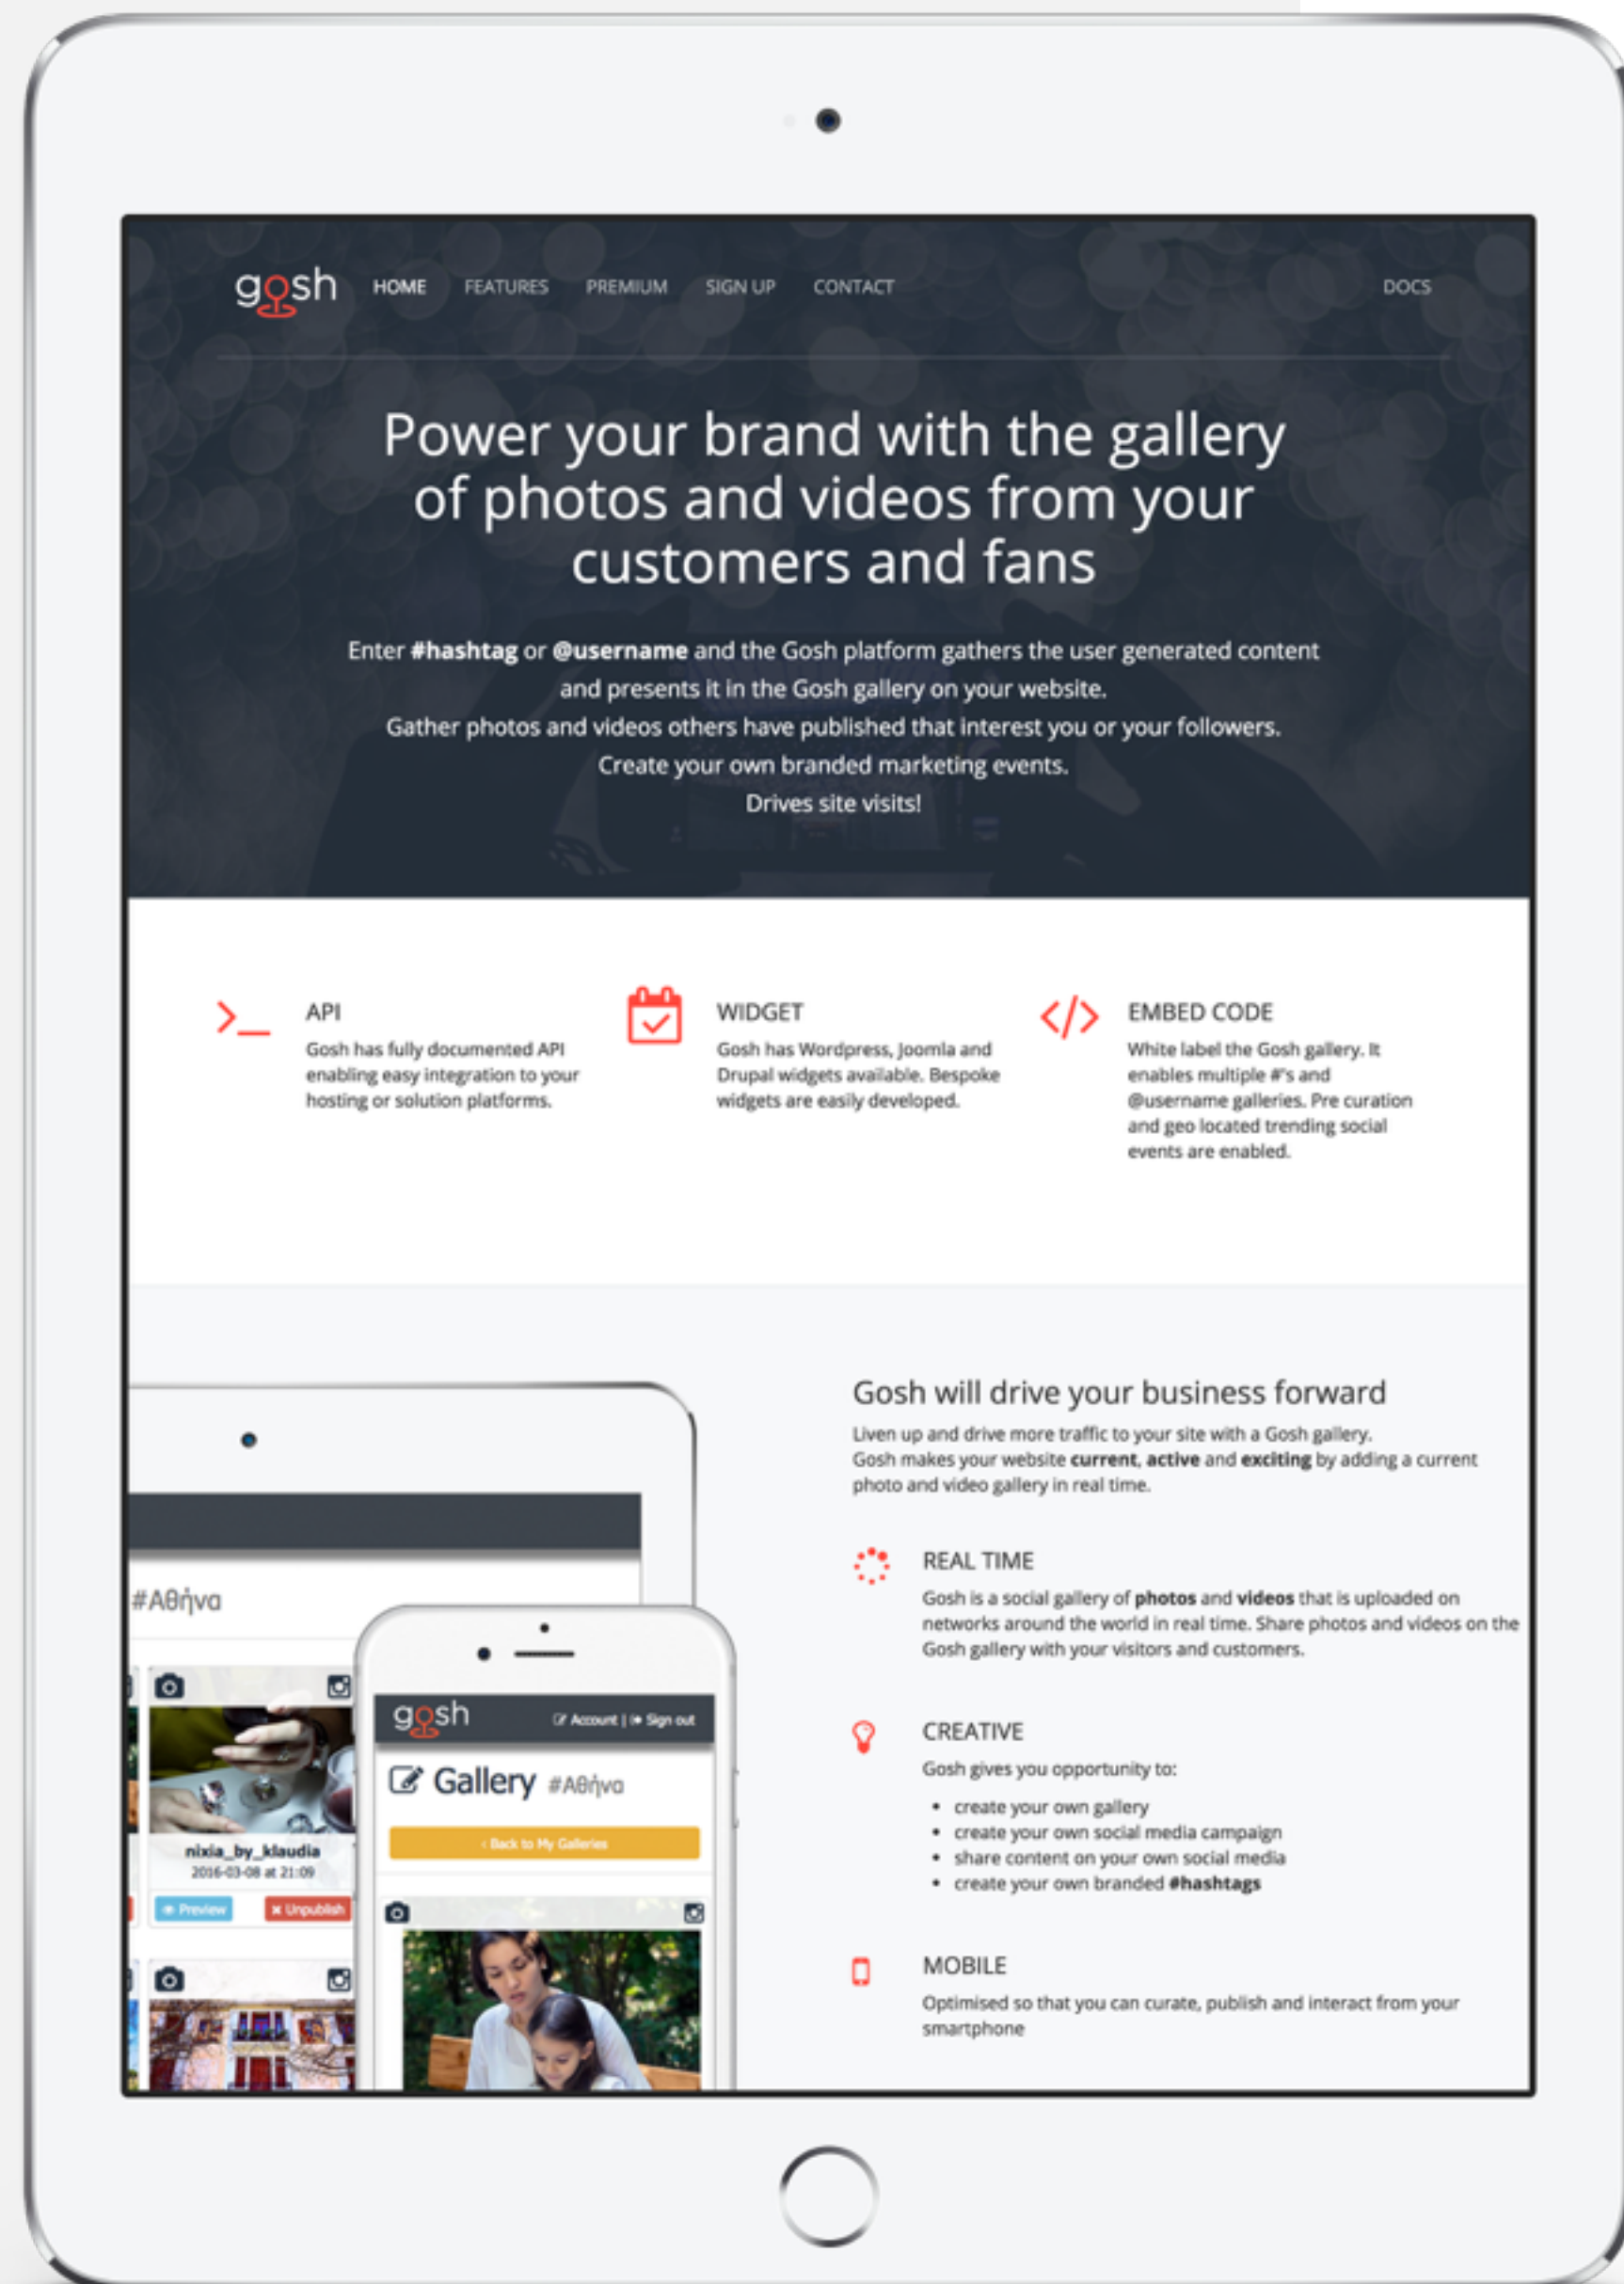 gosh HOME FEATURES PREMIUM SIGN UP CONTACT DOCS
Power your brand with the gallery
of photos and videos from your
customers and fans
Enter #hashtag or @username and the Gosh platform gathers the user generated content
and presents it in the Gosh gallery on your website.
Gather photos and videos others have published that interest you or your followers.
Create your own branded marketing events.
Drives site visits!
API
Gosh has fully documented API
enabling easy integration to your
hosting or solution platforms.
WIDGET
Gosh has Wordpress, Joomla and
Drupal widgets available. Bespoke
widgets are easily developed.
EMBED CODE
White label the Gosh gallery. It
enables multiple #'s and
@username galleries. Pre curation
and geo located trending social
events are enabled.
#Αθήνα
nixia_by_klaudia
2016-03-08 at 21:09
Preview Unpublish
gosh Account | Sign out
Gallery #Αθήνα
‹ Back to My Galleries
Gosh will drive your business forward
Liven up and drive more traffic to your site with a Gosh gallery.
Gosh makes your website current, active and exciting by adding a current
photo and video gallery in real time.
REAL TIME
Gosh is a social gallery of photos and videos that is uploaded on
networks around the world in real time. Share photos and videos on the
Gosh gallery with your visitors and customers.
CREATIVE
Gosh gives you opportunity to:
• create your own gallery
• create your own social media campaign
• share content on your own social media
• create your own branded #hashtags
MOBILE
Optimised so that you can curate, publish and interact from your
smartphone